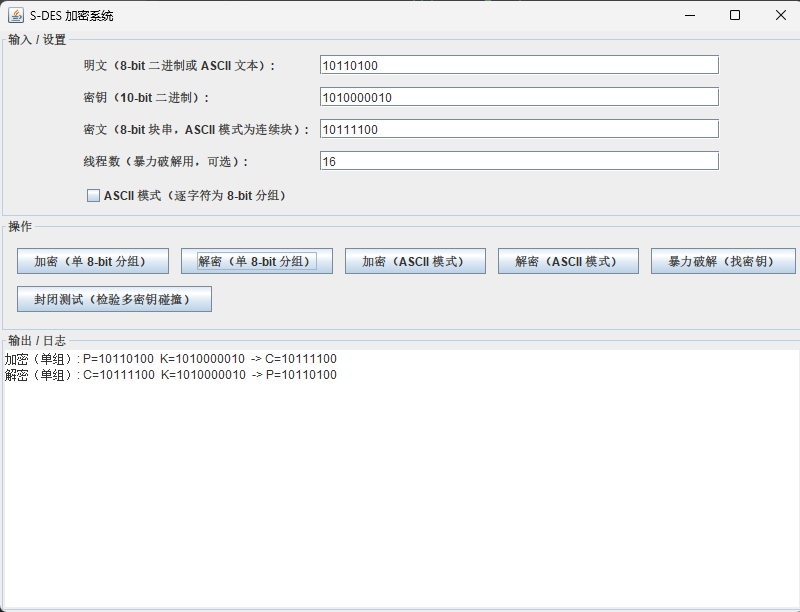 S-DES 加密系统
输入 / 设置
明文（8-bit 二进制或 ASCII 文本）: 10110100
密钥（10-bit 二进制）: 1010000010
密文（8-bit 块串，ASCII 模式为连续块）: 10111100
线程数（暴力破解用，可选）: 16
ASCII 模式（逐字符为 8-bit 分组）
操作
加密（单 8-bit 分组） 解密（单 8-bit 分组） 加密（ASCII 模式） 解密（ASCII 模式） 暴力破解（找密钥）
封闭测试（检验多密钥碰撞）
输出 / 日志
加密（单组）: P=10110100 K=1010000010 -> C=10111100
解密（单组）: C=10111100 K=1010000010 -> P=10110100